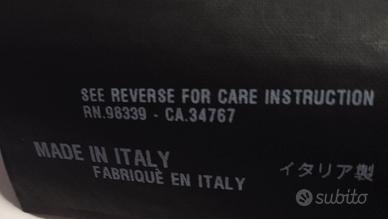 SEE REVERSE FOR CARE INSTRUCTION
RN.98339 - CA.34767
MADE IN ITALY
FABRIQUÈ EN ITALY
イタリア製
subito